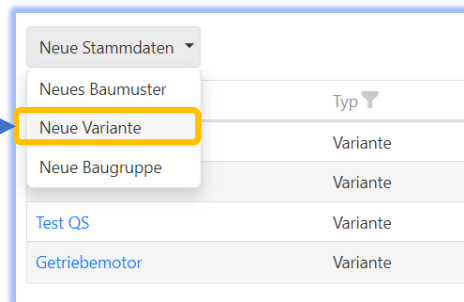 Neue Stammdaten
Neues Baumuster
Typ
Neue Variante
Variante
Neue Baugruppe
Variante
Test QS Variante
Getriebemotor Variante